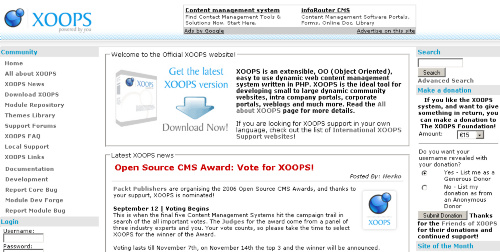 XOOPS
powered by you
Content management system
Find Content Management Tools &
Solutions Now. Start Here.
infoRouter CMS
Content Management Software Portals,
Forms, Online Doc Library
Ads by Google
Advertise on this site
Community
Home
All about XOOPS
XOOPS News
Download XOOPS
Module Repository
Themes Library
Support Forums
XOOPS FAQ
Local Support
XOOPS Links
Documentation
Development
Report Core Bug
Module Dev Forge
Report Module Bug
Login
Username:
Password:
Welcome to the Official XOOPS website!
Get the latest
XOOPS version
Download Now!
XOOPS is an extensible, OO (Object Oriented),
easy to use dynamic web content management
system written in PHP. XOOPS is the ideal tool for
developing small to large dynamic community
websites, intra company portals, corporate
portals, weblogs and much more. Read the All
about XOOPS page for more details.
If you are looking for XOOPS support in your own
language, check out the list of International XOOPS
Support websites!
Latest XOOPS news
Open Source CMS Award: Vote for XOOPS!
Posted By: Herko
Packt Publishers are organising the 2006 Open Source CMS Awards, and thanks to
your support, XOOPS is nominated!
September 12 | Voting Begins
This is when the final five Content Management Systems hit the campaign trail in
search of the all important votes. The Judges for the award come from a panel of
three industry experts and you. Your vote counts, so please take the time to select
XOOPS for the winner of the Award.
Voting lasts till November 7th, on November 14th the top 3 and the winner will be announced.
XOOPS
Search
Search
Advanced Search
Make a donation
If you like the XOOPS
system, and want to give
something in return, you
can make a donation to
The XOOPS Foundation.
Amount: €15
Do you want your
username revealed with
your donation?
Yes - List me as a
Generous Donor
No - List my
donation as from
an Anonymous
Donor
Submit Donation Thanks
to the Friends of XOOPS
for their donations and
continued support!
Site of the Month